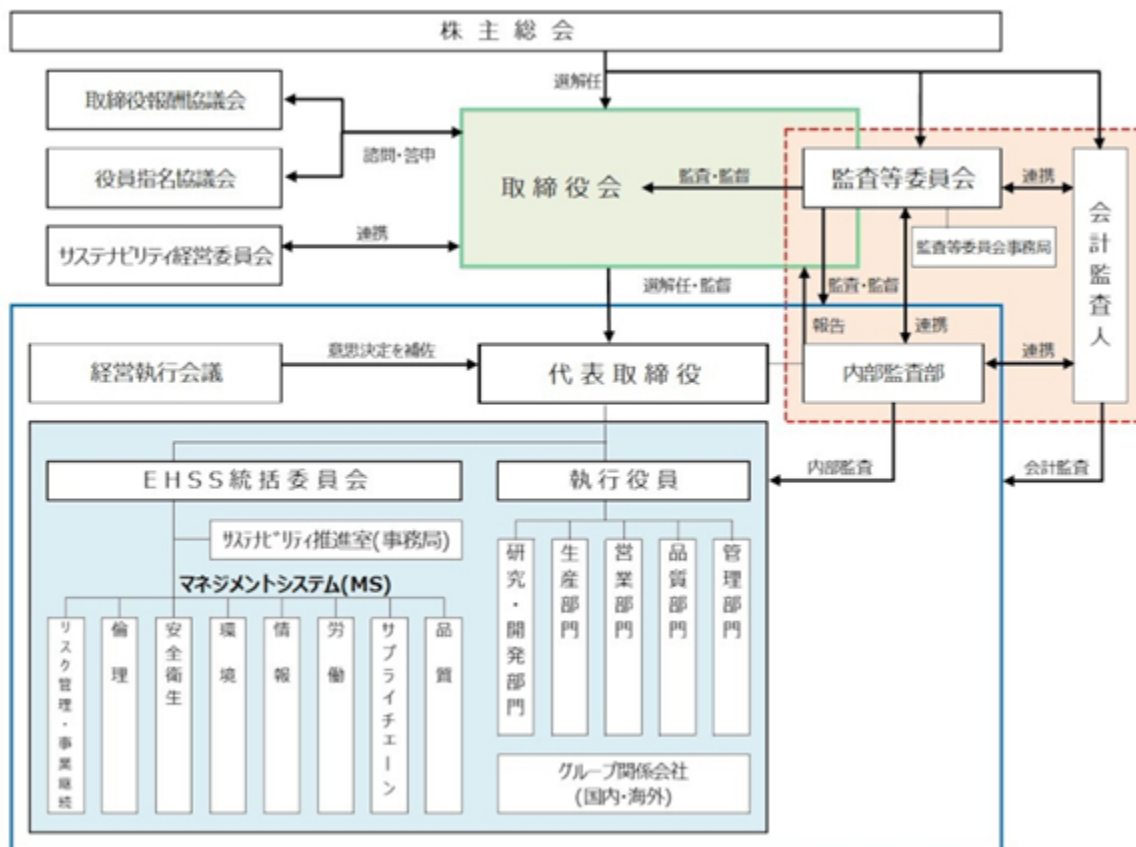 株主総会
選解任
取締役報酬協議会
役員指名協議会
諮問・答申
サステナビリティ経営委員会
連携
取締役会
監査・監督
監査等委員会
連携
会計監査人
監査等委員会事務局
選解任・監督
監査・監督
報告
連携
経営執行会議
意思決定を補佐
代表取締役
内部監査部
連携
内部監査
会計監査
EHSS統括委員会
執行役員
サステナビリティ推進室(事務局)
マネジメントシステム(MS)
リスク管理・事業継続
倫理
安全衛生
環境
情報
労働
サプライチェーン
品質
研究・開発部門
生産部門
営業部門
品質部門
管理部門
グループ関係会社
(国内・海外)